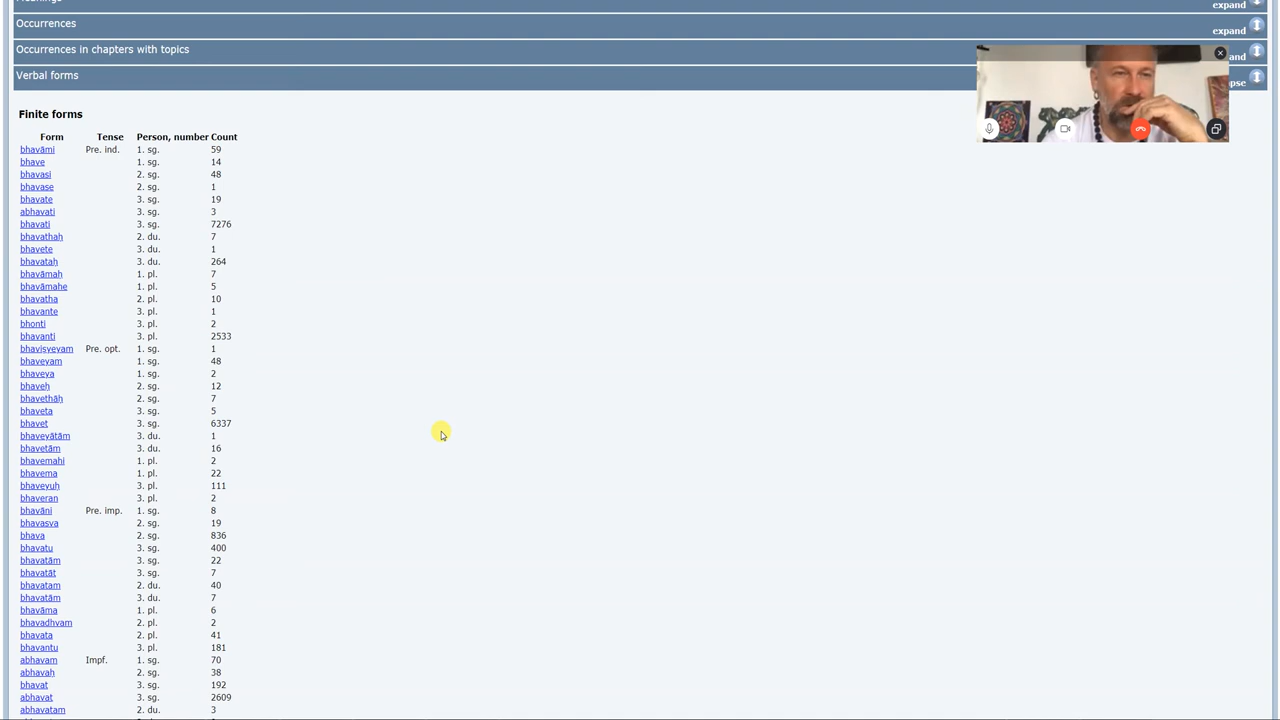 expand
Occurrences
expand
Occurrences in chapters with topics
and
Verbal forms
pse
Finite forms
Form Tense Person, number Count
bhavāmi Pre. ind. 1. sg. 59
bhave 1. sg. 14
bhavasi 2. sg. 48
bhavase 2. sg. 1
bhavate 3. sg. 19
abhavati 3. sg. 3
bhavati 3. sg. 7276
bhavathaḥ 2. du. 7
bhavete 3. du. 1
bhavataḥ 3. du. 264
bhavāmaḥ 1. pl. 7
bhavāmahe 1. pl. 5
bhavatha 2. pl. 10
bhavante 3. pl. 1
bhonti 3. pl. 2
bhavanti 3. pl. 2533
bhaviṣyeyam Pre. opt. 1. sg. 1
bhaveyam 1. sg. 48
bhaveya 1. sg. 2
bhaveḥ 2. sg. 12
bhavethāḥ 2. sg. 7
bhaveta 3. sg. 5
bhavet 3. sg. 6337
bhaveyātām 3. du. 1
bhavetām 3. du. 16
bhavemahi 1. pl. 2
bhavema 1. pl. 22
bhaveyuḥ 3. pl. 111
bhaveran 3. pl. 2
bhavāni Pre. imp. 1. sg. 8
bhavasva 2. sg. 19
bhava 2. sg. 836
bhavatu 3. sg. 400
bhavatām 3. sg. 22
bhavatāt 3. sg. 7
bhavatam 2. du. 40
bhavatām 3. du. 7
bhavāma 1. pl. 6
bhavadhvam 2. pl. 2
bhavata 2. pl. 41
bhavantu 3. pl. 181
abhavam Impf. 1. sg. 70
abhavaḥ 2. sg. 38
bhavat 3. sg. 192
abhavat 3. sg. 2609
abhavatam 2. du. 3